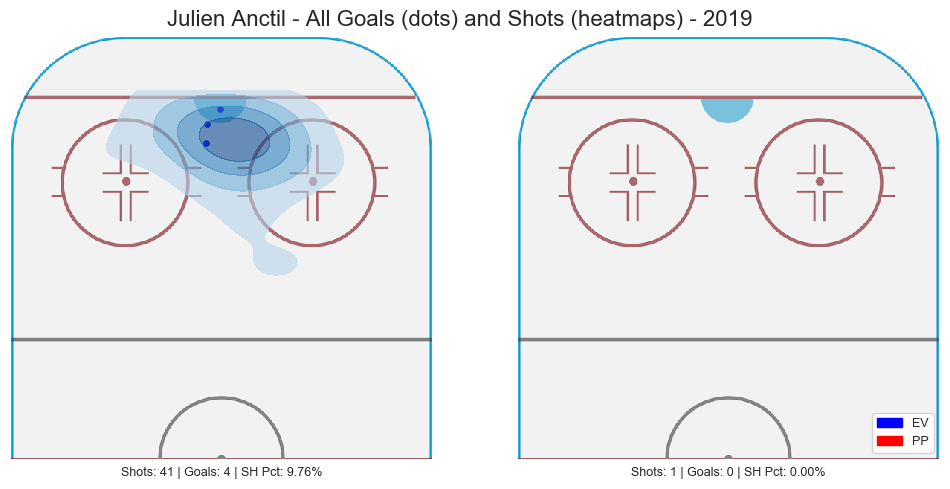 Julien Anctil - All Goals (dots) and Shots (heatmaps) - 2019
EV
PP
Shots: 41 | Goals: 4 | SH Pct: 9.76%
Shots: 1 | Goals: 0 | SH Pct: 0.00%